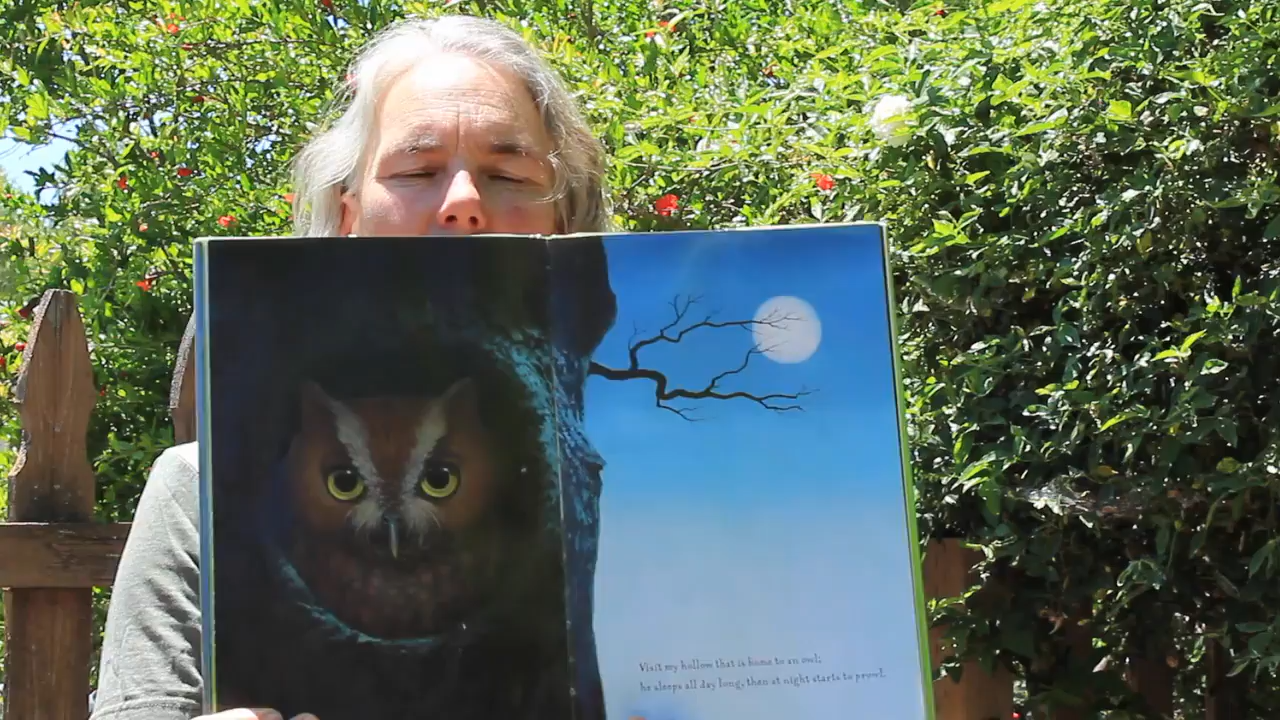 Visit my hollow that is home to an owl;
he sleeps all day long, then at night starts to prowl.